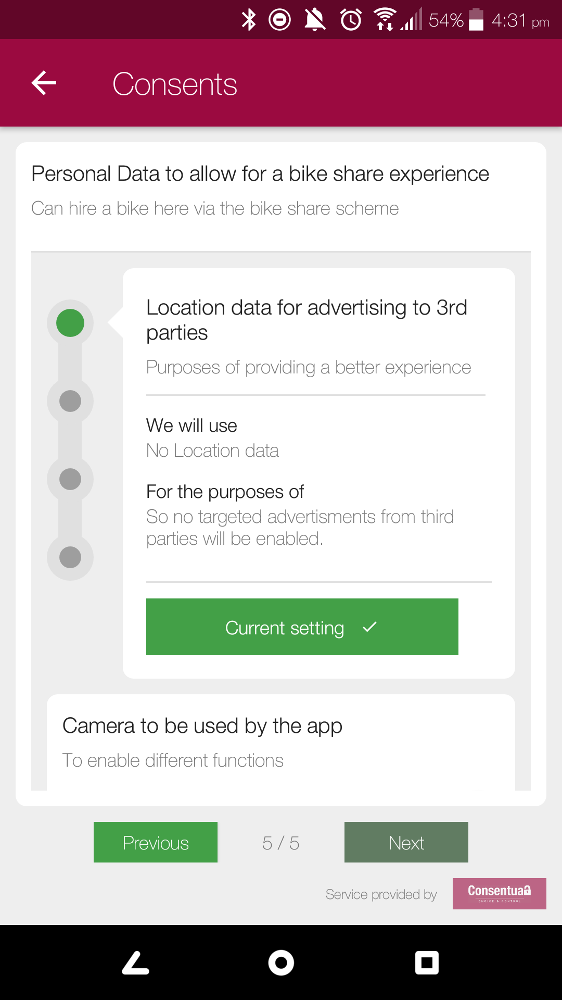 54% 4:31 pm
Consents
Personal Data to allow for a bike share experience
Can hire a bike here via the bike share scheme
Location data for advertising to 3rd
parties
Purposes of providing a better experience
We will use
No Location data
For the purposes of
So no targeted advertisments from third
parties will be enabled.
Current setting
Camera to be used by the app
To enable different functions
Previous 5 / 5 Next
Service provided by Consentua
CHOICE & CONTROL